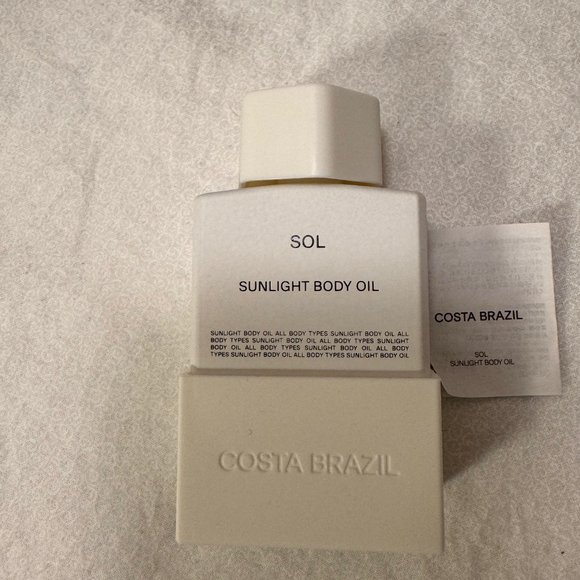 SOL
SUNLIGHT BODY OIL
SUNLIGHT BODY OIL ALL BODY TYPES SUNLIGHT BODY OIL ALL
BODY TYPES SUNLIGHT BODY OIL ALL BODY TYPES SUNLIGHT
BODY OIL ALL BODY TYPES SUNLIGHT BODY OIL ALL BODY
TYPES SUNLIGHT BODY OIL ALL BODY TYPES SUNLIGHT BODY OIL
COSTA BRAZIL
COSTA BRAZIL
SOL
SUNLIGHT BODY OIL